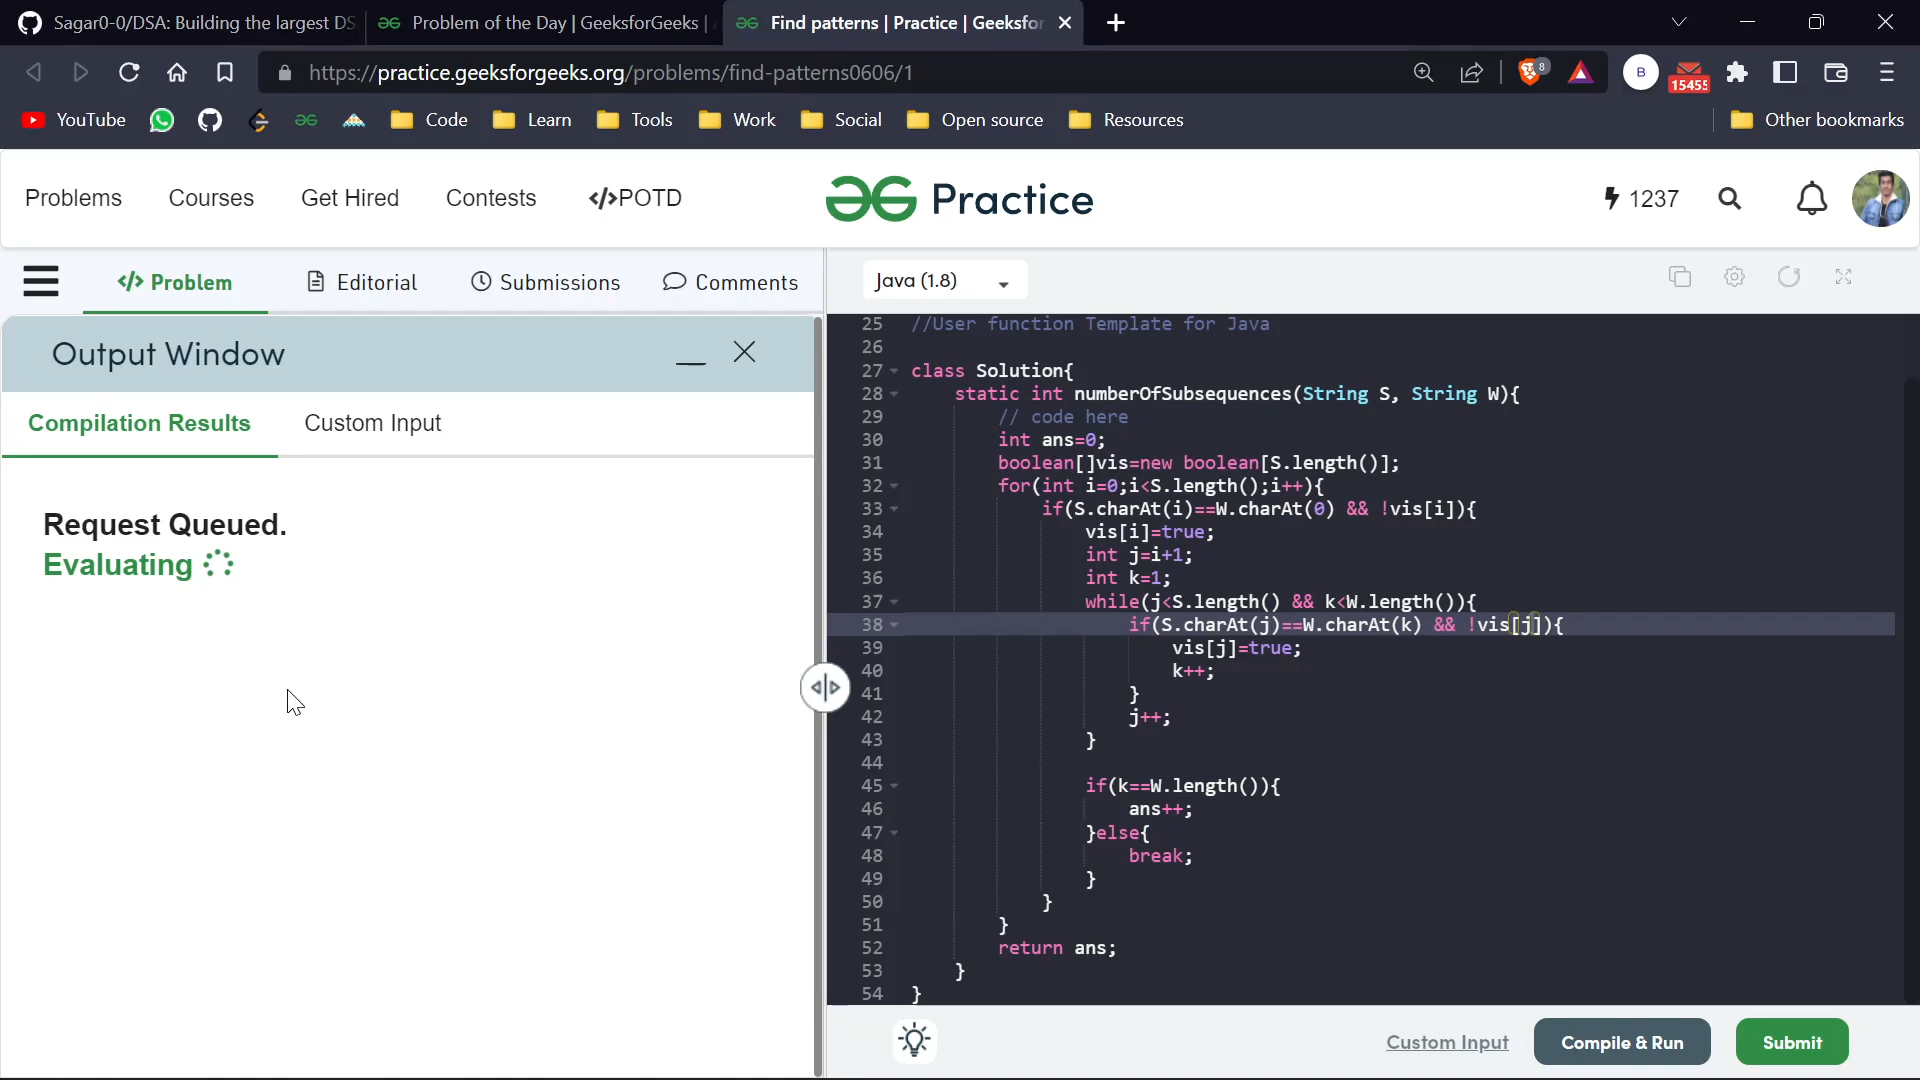 Sagar0-0/DSA: Building the largest DS
Problem of the Day | GeeksforGeeks |
Find patterns | Practice | Geeksfor
https://practice.geeksforgeeks.org/problems/find-patterns0606/1
8
B
15455
YouTube
Code
Learn
Tools
Work
Social
Open source
Resources
Other bookmarks
Problems
Courses
Get Hired
Contests
</>POTD
Practice
1237
</> Problem
Editorial
Submissions
Comments
Java (1.8)
Output Window
Compilation Results
Custom Input
Request Queued.
Evaluating
25 //User function Template for Java
26
27 class Solution{
28 static int numberOfSubsequences(String S, String W){
29 // code here
30 int ans=0;
31 boolean[]vis=new boolean[S.length()];
32 for(int i=0;i<S.length();i++){
33 if(S.charAt(i)==W.charAt(0) && !vis[i]){
34 vis[i]=true;
35 int j=i+1;
36 int k=1;
37 while(j<S.length() && k<W.length()){
38 if(S.charAt(j)==W.charAt(k) && !vis[j]){
39 vis[j]=true;
40 k++;
41 }
42 j++;
43 }
44
45 if(k==W.length()){
46 ans++;
47 }else{
48 break;
49 }
50 }
51 }
52 return ans;
53 }
54 }
Custom Input
Compile & Run
Submit